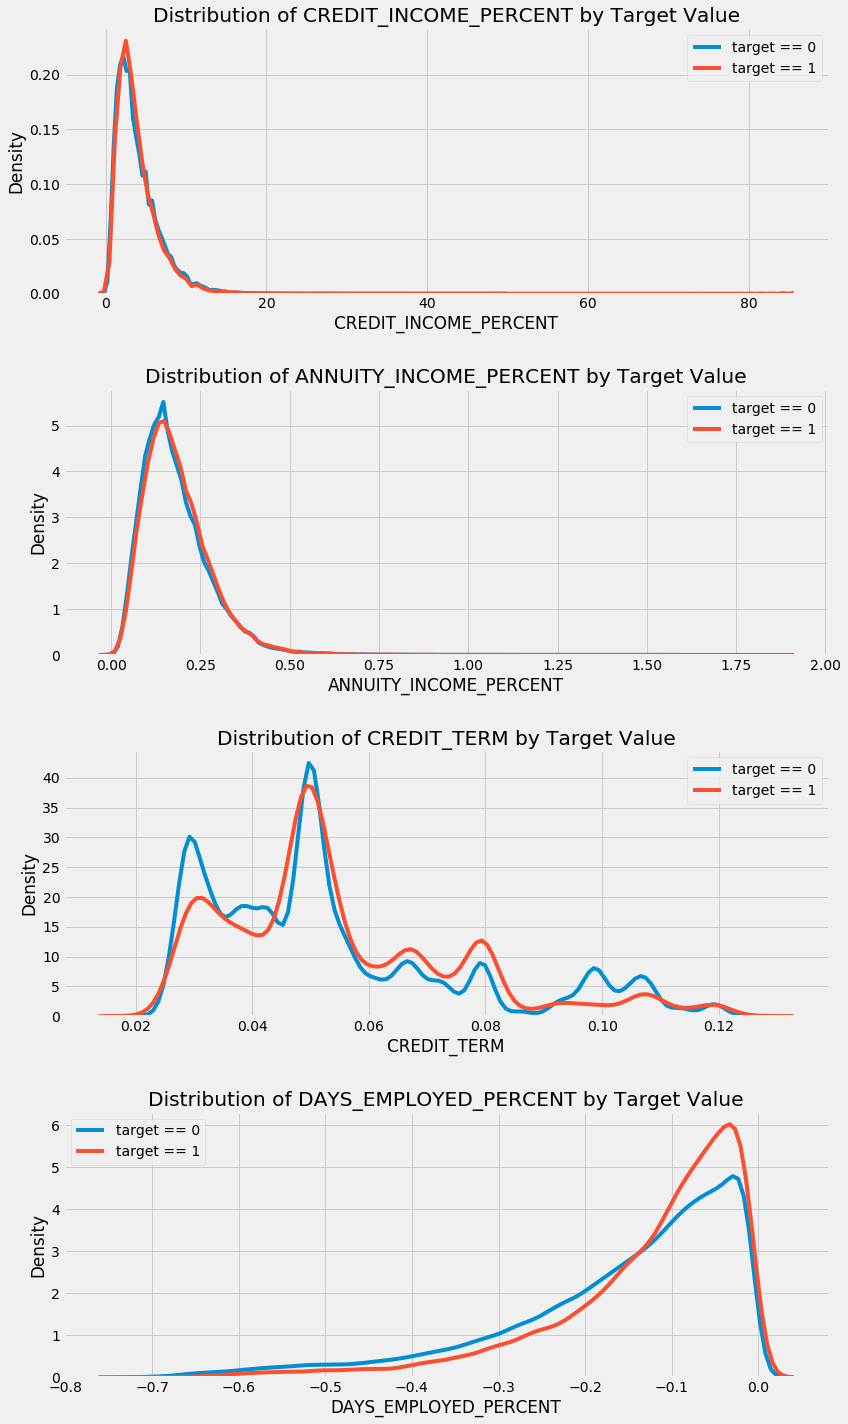 Distribution of CREDIT_INCOME_PERCENT by Target Value
target == 0
target == 1
Density
0.20
0.15
0.10
0.05
0.00
0 20 40 60 80
CREDIT_INCOME_PERCENT
Distribution of ANNUITY_INCOME_PERCENT by Target Value
target == 0
target == 1
Density
5
4
3
2
1
0
0.00 0.25 0.50 0.75 1.00 1.25 1.50 1.75 2.00
ANNUITY_INCOME_PERCENT
Distribution of CREDIT_TERM by Target Value
target == 0
target == 1
Density
40
35
30
25
20
15
10
5
0
0.02 0.04 0.06 0.08 0.10 0.12
CREDIT_TERM
Distribution of DAYS_EMPLOYED_PERCENT by Target Value
target == 0
target == 1
Density
6
5
4
3
2
1
0
−0.8 −0.7 −0.6 −0.5 −0.4 −0.3 −0.2 −0.1 0.0
DAYS_EMPLOYED_PERCENT